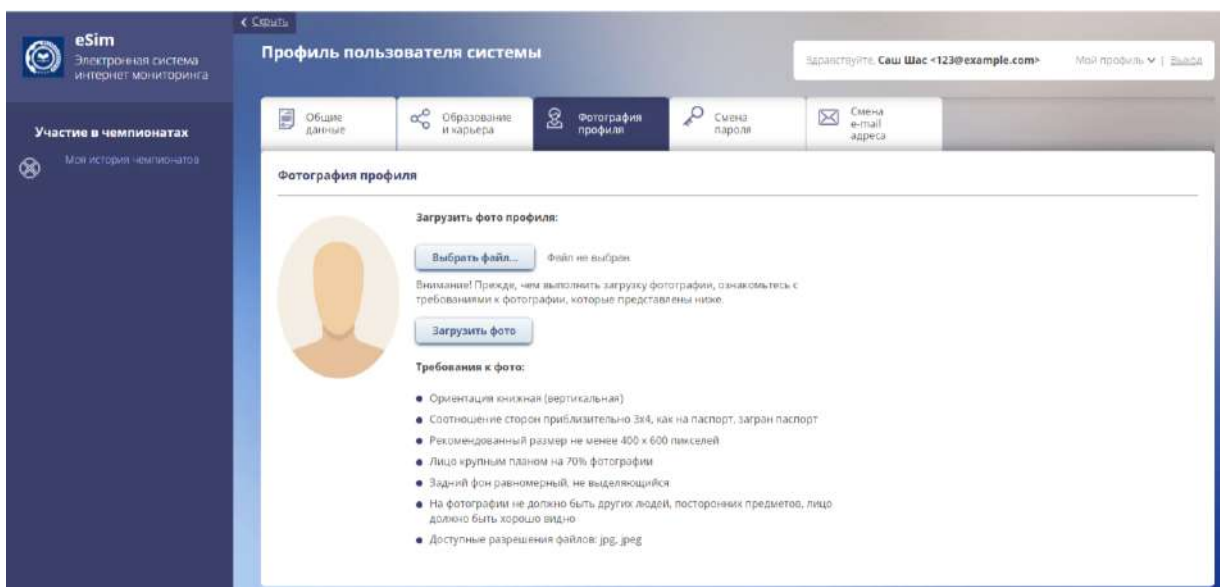 Скрыть
eSim
Электронная система
интернет мониторинга
Профиль пользователя системы
Здравствуйте, Саш Шас <123@example.com>
Мой профиль | Выход
Участие в чемпионатах
Моя история чемпионатов
Общие
данные
Образование
и карьера
Фотография
профиля
Смена
пароля
Смена
e-mail
адреса
Фотография профиля
Загрузить фото профиля:
Выбрать файл... Файл не выбран
Внимание! Прежде, чем выполнить загрузку фотографии, ознакомьтесь с
требованиями к фотографии, которые представлены ниже.
Загрузить фото
Требования к фото:
Ориентация книжная (вертикальная)
Соотношение сторон приблизительно 3х4, как на паспорт, загран паспорт
Рекомендованный размер не менее 400 х 600 пикселей
Лицо крупным планом на 70% фотографии
Задний фон равномерный, не выделяющийся
На фотографии не должно быть других людей, посторонних предметов, лицо
должно быть хорошо видно
Доступные разрешения файлов: jpg, jpeg